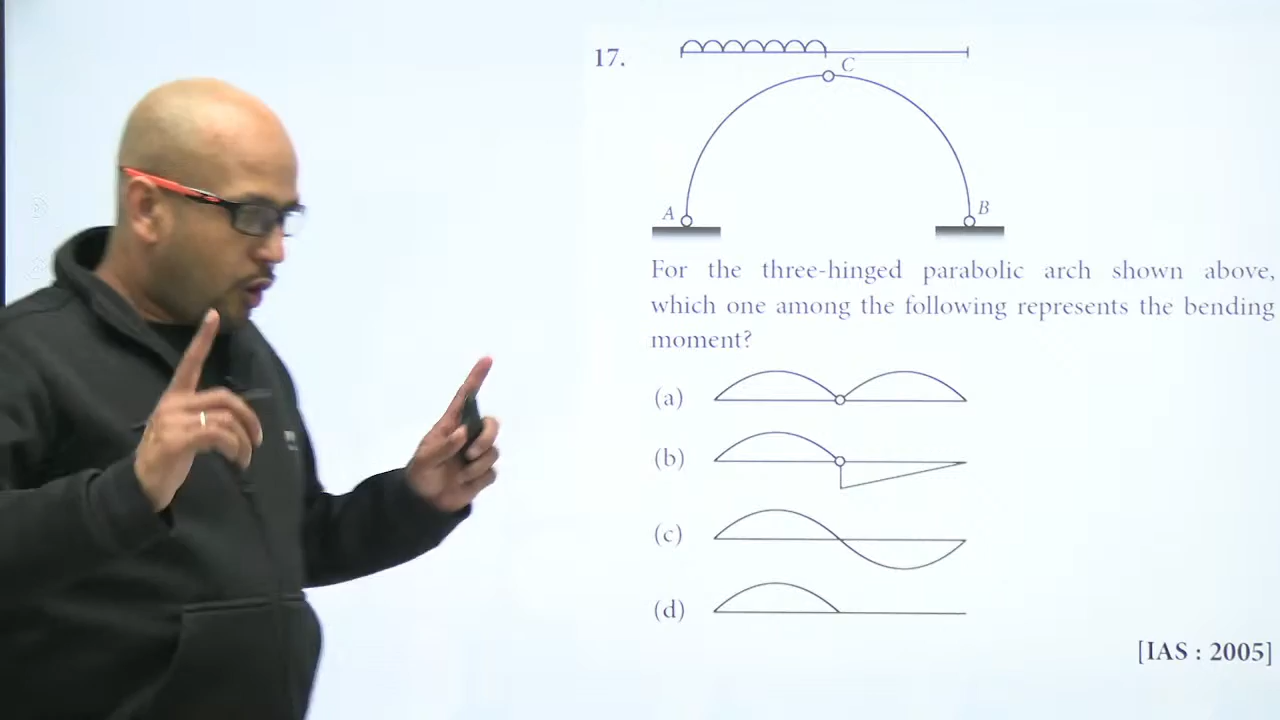 17.
C
A
B
For the three-hinged parabolic arch shown above,
which one among the following represents the bending
moment?
(a)
(b)
(c)
(d)
[IAS : 2005]